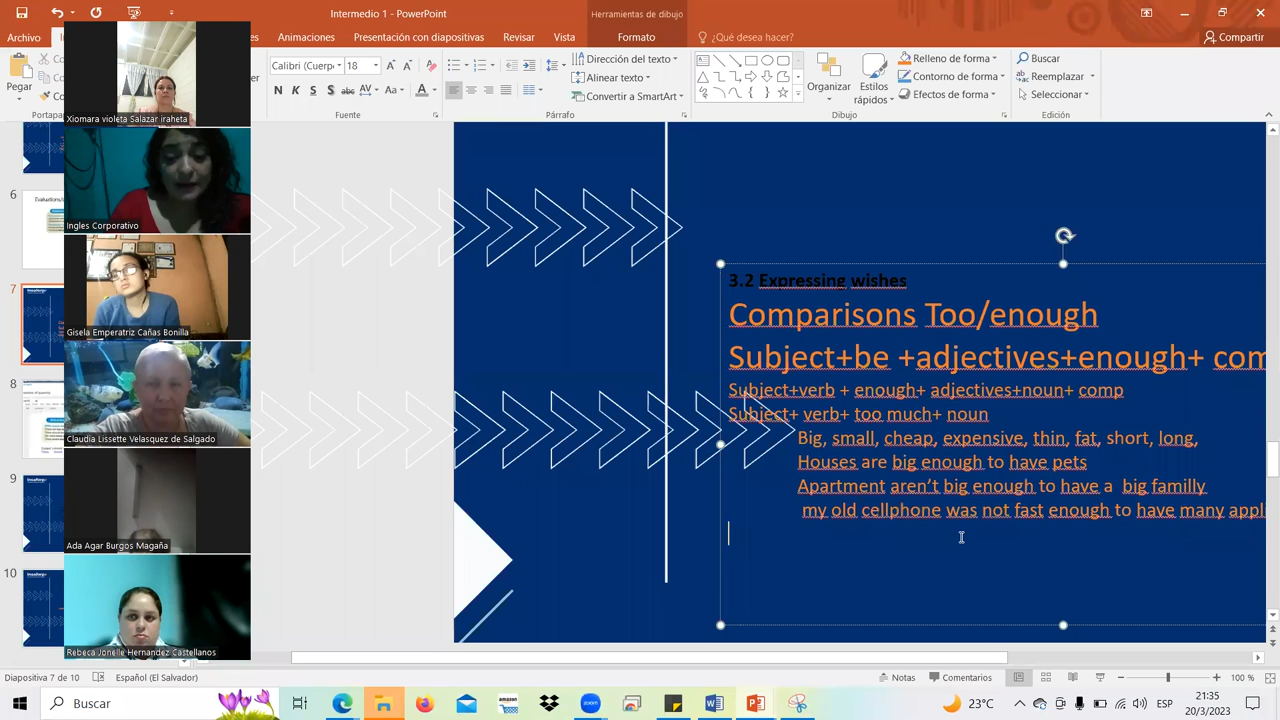 Herramientas de dibujo
Animaciones Presentación con diapositivas Revisar Vista Formato ¿Qué desea hacer? Compartir
Pegar
Calibri (Cuerp 18
Dirección del texto
Alinear texto
Convertir a SmartArt
Organizar
Estilos rápidos
Relleno de forma
Contorno de forma
Efectos de forma
Buscar
Reemplazar
Seleccionar
Fuente Párrafo Dibujo Edición
Xiomara violeta Salazar iraheta
Ingles Corporativo
Gisela Emperatriz Cañas Bonilla
Claudia Lissette Velasquez de Salgado
Ada Agar Burgos Magaña
Rebeca Jonelle Hernandez Castellanos
3.2 Expressing wishes
Comparisons Too/enough
Subject+be +adjectives+enough+ com
Subject+verb + enough+ adjectives+noun+ comp
Subject+ verb+ too much+ noun
Big, small, cheap, expensive, thin, fat, short, long,
Houses are big enough to have pets
Apartment aren't big enough to have a big familly
my old cellphone was not fast enough to have many appli
Diapositiva 7 de 10 Español (El Salvador) Notas Comentarios 100 %
Buscar 23°C ESP 21:35
20/3/2023